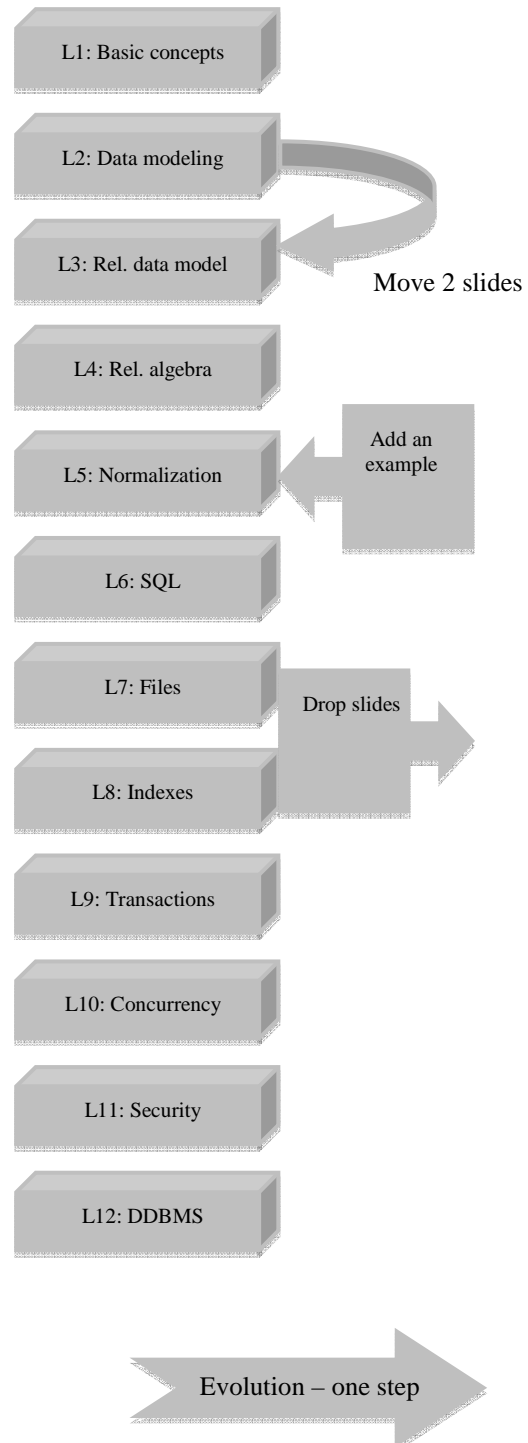 L1: Basic concepts
L2: Data modeling
L3: Rel. data model
Move 2 slides
L4: Rel. algebra
Add an
example
L5: Normalization
L6: SQL
L7: Files
Drop slides
L8: Indexes
L9: Transactions
L10: Concurrency
L11: Security
L12: DDBMS
Evolution – one step